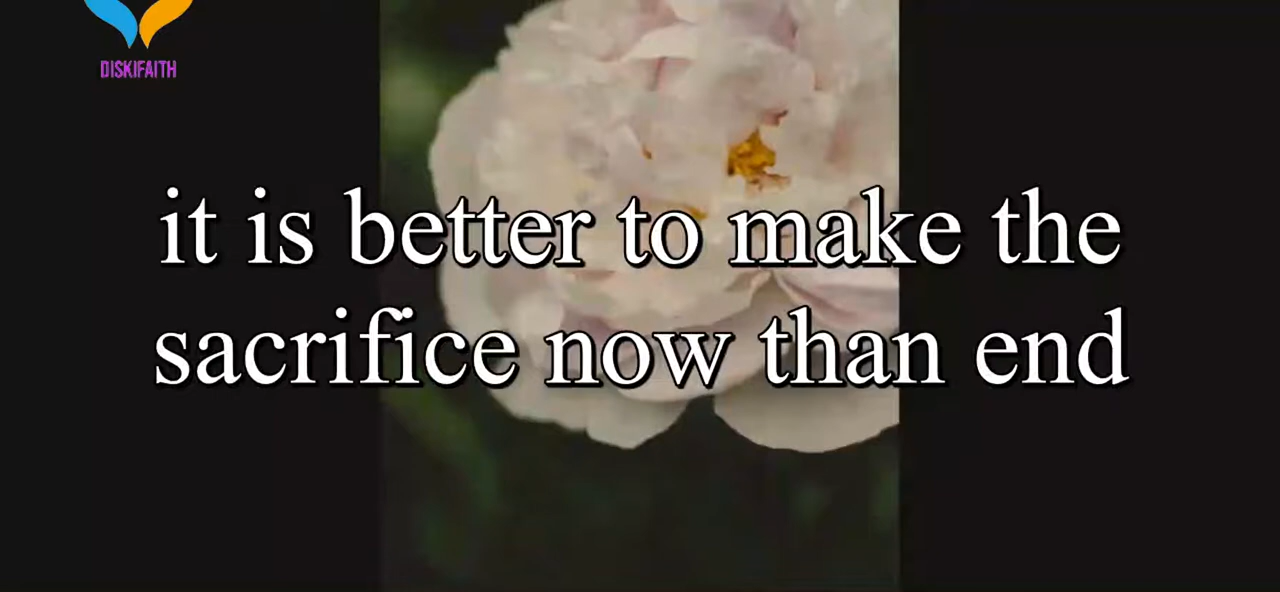 DISKIFAITH
it is better to make the
sacrifice now than end